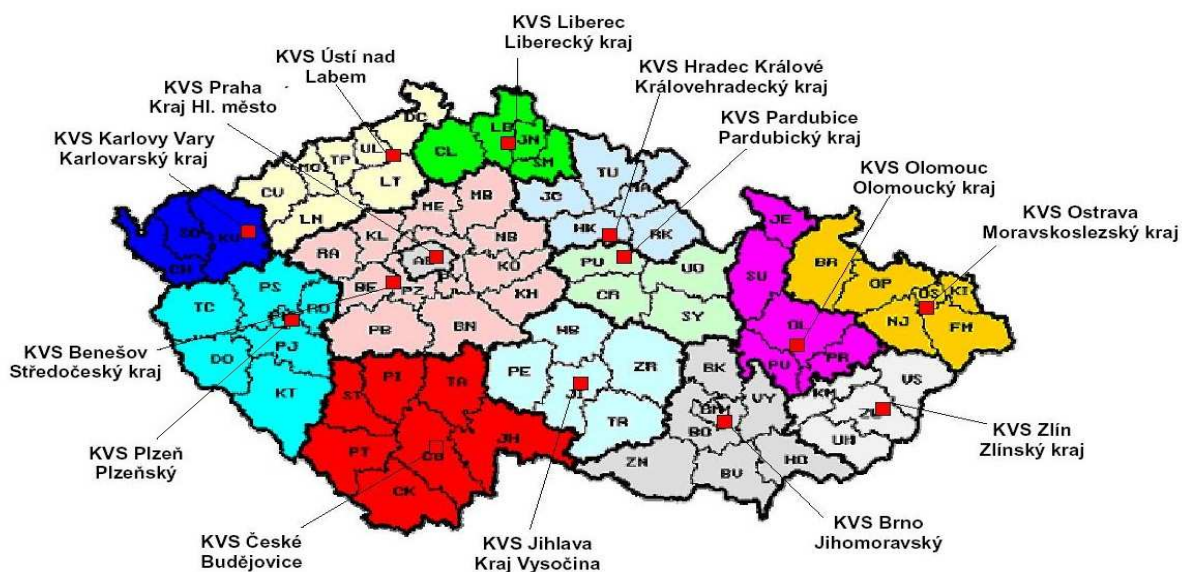 KVS Liberec
Liberecký kraj
KVS Ústí nad
Labem
KVS Hradec Králové
Královehradecký kraj
KVS Praha
Kraj Hl. město
KVS Pardubice
Pardubický kraj
KVS Karlovy Vary
Karlovarský kraj
KVS Olomouc
Olomoucký kraj
KVS Ostrava
Moravskoslezský kraj
KVS Benešov
Středočeský kraj
KVS Plzeň
Plzeňský
KVS Zlín
Zlínský kraj
KVS České
Budějovice
KVS Jihlava
Kraj Vysočina
KVS Brno
Jihomoravský
DC
UL
TP
MO
LT
CV
LN
CL
LB
JN
SM
SO
KV
CH
TU
JC
NA
HK
RK
MB
ME
KL
RA
NB
KO
KH
BE
PZ
PB
BN
PU
UO
CR
SY
JE
SU
OL
PV
PR
BR
OP
OS
KI
NJ
FM
TC
PS
RO
PJ
DO
KT
PI
TA
ST
PT
CB
JH
CK
HB
PE
ZR
JI
TR
BK
VY
BM
BO
ZN
BV
HO
KM
VS
ZL
UH